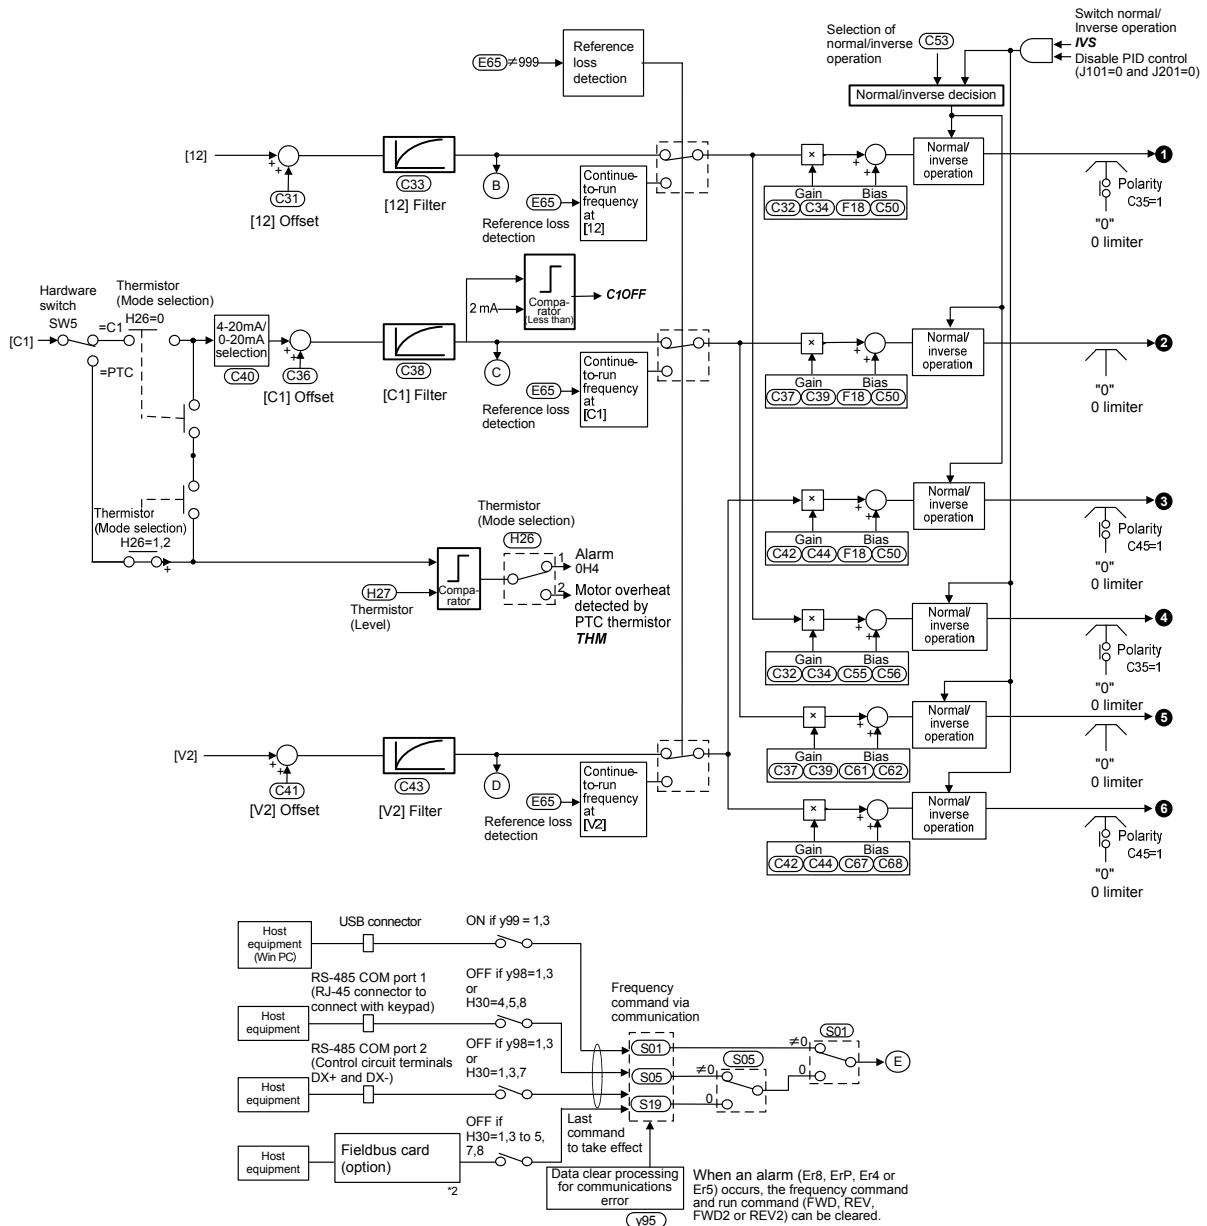 Switch normal/
Inverse operation
IVS
Disable PID control
(J101=0 and J201=0)
Selection of
normal/inverse
operation
C53
Normal/inverse decision
E65 ≠999
Reference
loss
detection
[12]
+
+
C31
[12] Offset
C33
[12] Filter
B
E65
Reference loss
detection
Continue-
to-run
frequency
at
[12]
×
+
+
Gain
Bias
C32 C34 F18 C50
Normal/
inverse
operation
1
Polarity
C35=1
"0"
0 limiter
Hardware
switch
SW5
[C1]
=C1
=PTC
Thermistor
(Mode selection)
H26=0
4-20mA/
0-20mA
selection
C40
+
+
C36
[C1] Offset
C38
[C1] Filter
2 mA
Compa-
rator
(Less than)
C1OFF
C
E65
Reference loss
detection
Continue-
to-run
frequency
at
[C1]
×
+
+
Gain
Bias
C37 C39 F18 C50
Normal/
inverse
operation
2
"0"
0 limiter
Thermistor
(Mode selection)
H26=1,2
+
H27
Thermistor
(Level)
Compa-
rator
Thermistor
(Mode selection)
H26
1
Alarm
0H4
2
Motor overheat
detected by
PTC thermistor
THM
×
+
+
Gain
Bias
C42 C44 F18 C50
Normal/
inverse
operation
3
Polarity
C45=1
"0"
0 limiter
×
+
+
Gain
Bias
C32 C34 C55 C56
Normal/
inverse
operation
4
Polarity
C35=1
"0"
0 limiter
×
+
+
Gain
Bias
C37 C39 C61 C62
Normal/
inverse
operation
5
"0"
0 limiter
[V2]
+
+
C41
[V2] Offset
C43
[V2] Filter
D
E65
Reference loss
detection
Continue-
to-run
frequency
at
[V2]
×
+
+
Gain
Bias
C42 C44 C67 C68
Normal/
inverse
operation
6
Polarity
C45=1
"0"
0 limiter
Host
equipment
(Win PC)
USB connector
ON if y99 = 1,3
RS-485 COM port 1
(RJ-45 connector to
connect with keypad)
OFF if y98=1,3
or
H30=4,5,8
Host
equipment
RS-485 COM port 2
(Control circuit terminals
DX+ and DX-)
OFF if y98=1,3
or
H30=1,3,7
Host
equipment
Host
equipment
Fieldbus card
(option)
*2
OFF if
H30=1,3 to 5,
7,8
Frequency
command via
communication
S01
S05
S19
Last
command
to take effect
≠0
S05
0
≠0
S01
0
E
Data clear processing
for communications
error
y95
When an alarm (Er8, ErP, Er4 or
Er5) occurs, the frequency command
and run command (FWD, REV,
FWD2 or REV2) can be cleared.